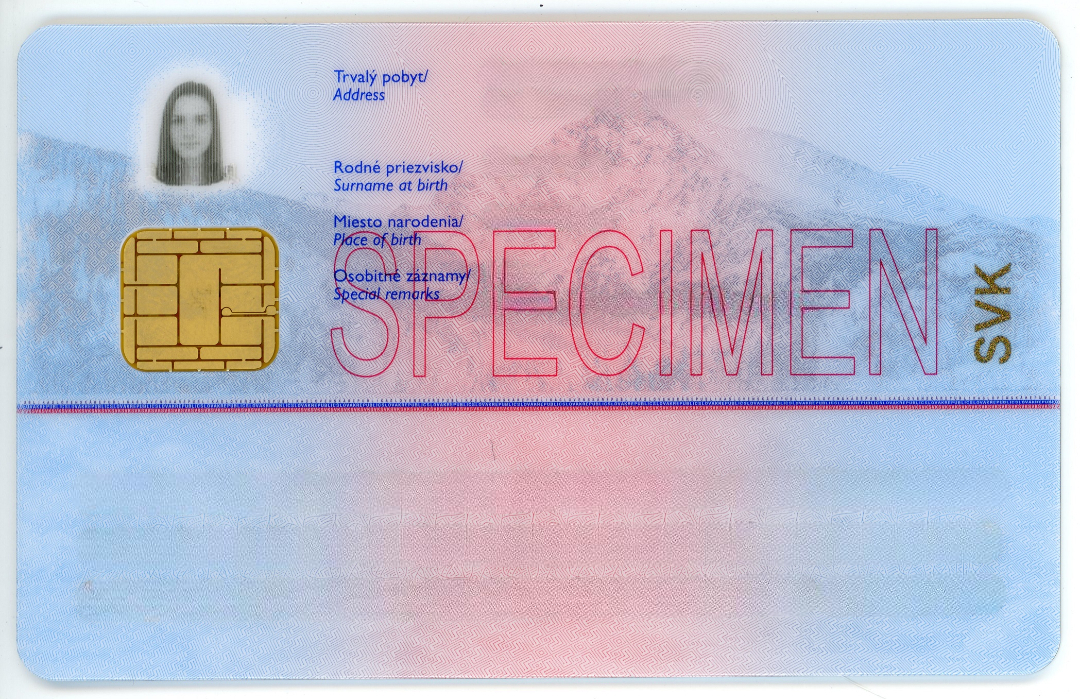 Trvalý pobyt/
Address
Rodné priezvisko/
Surname at birth
Miesto narodenia/
Place of birth
Osobitné záznamy/
Special remarks
SPECIMEN
SVK